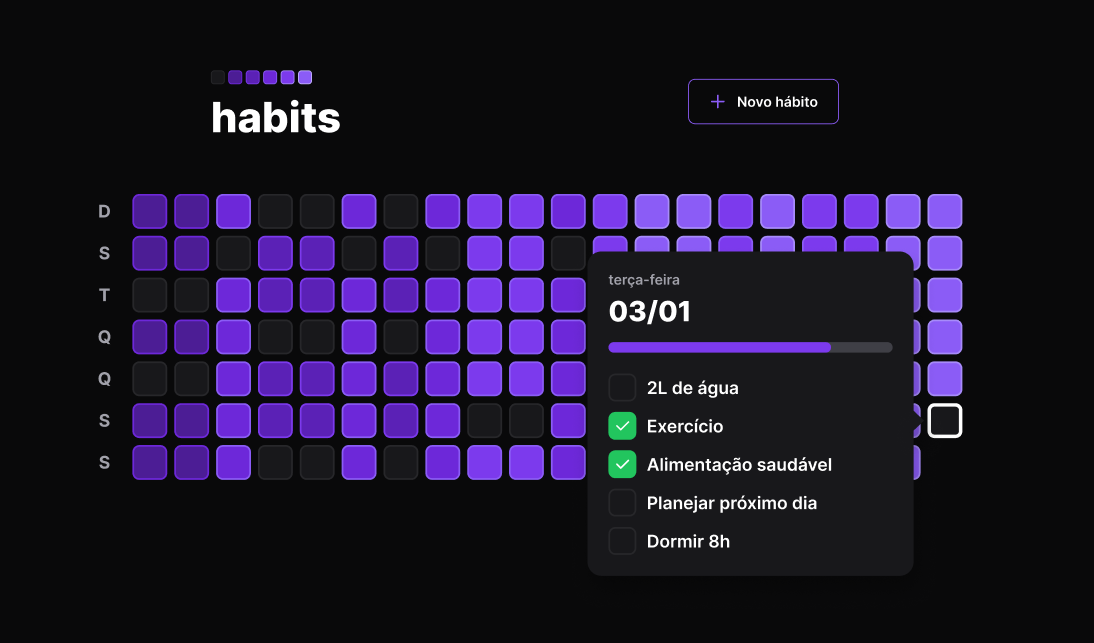 habits
Novo hábito
D
S
T
Q
Q
S
S
terça-feira
03/01
2L de água
Exercício
Alimentação saudável
Planejar próximo dia
Dormir 8h